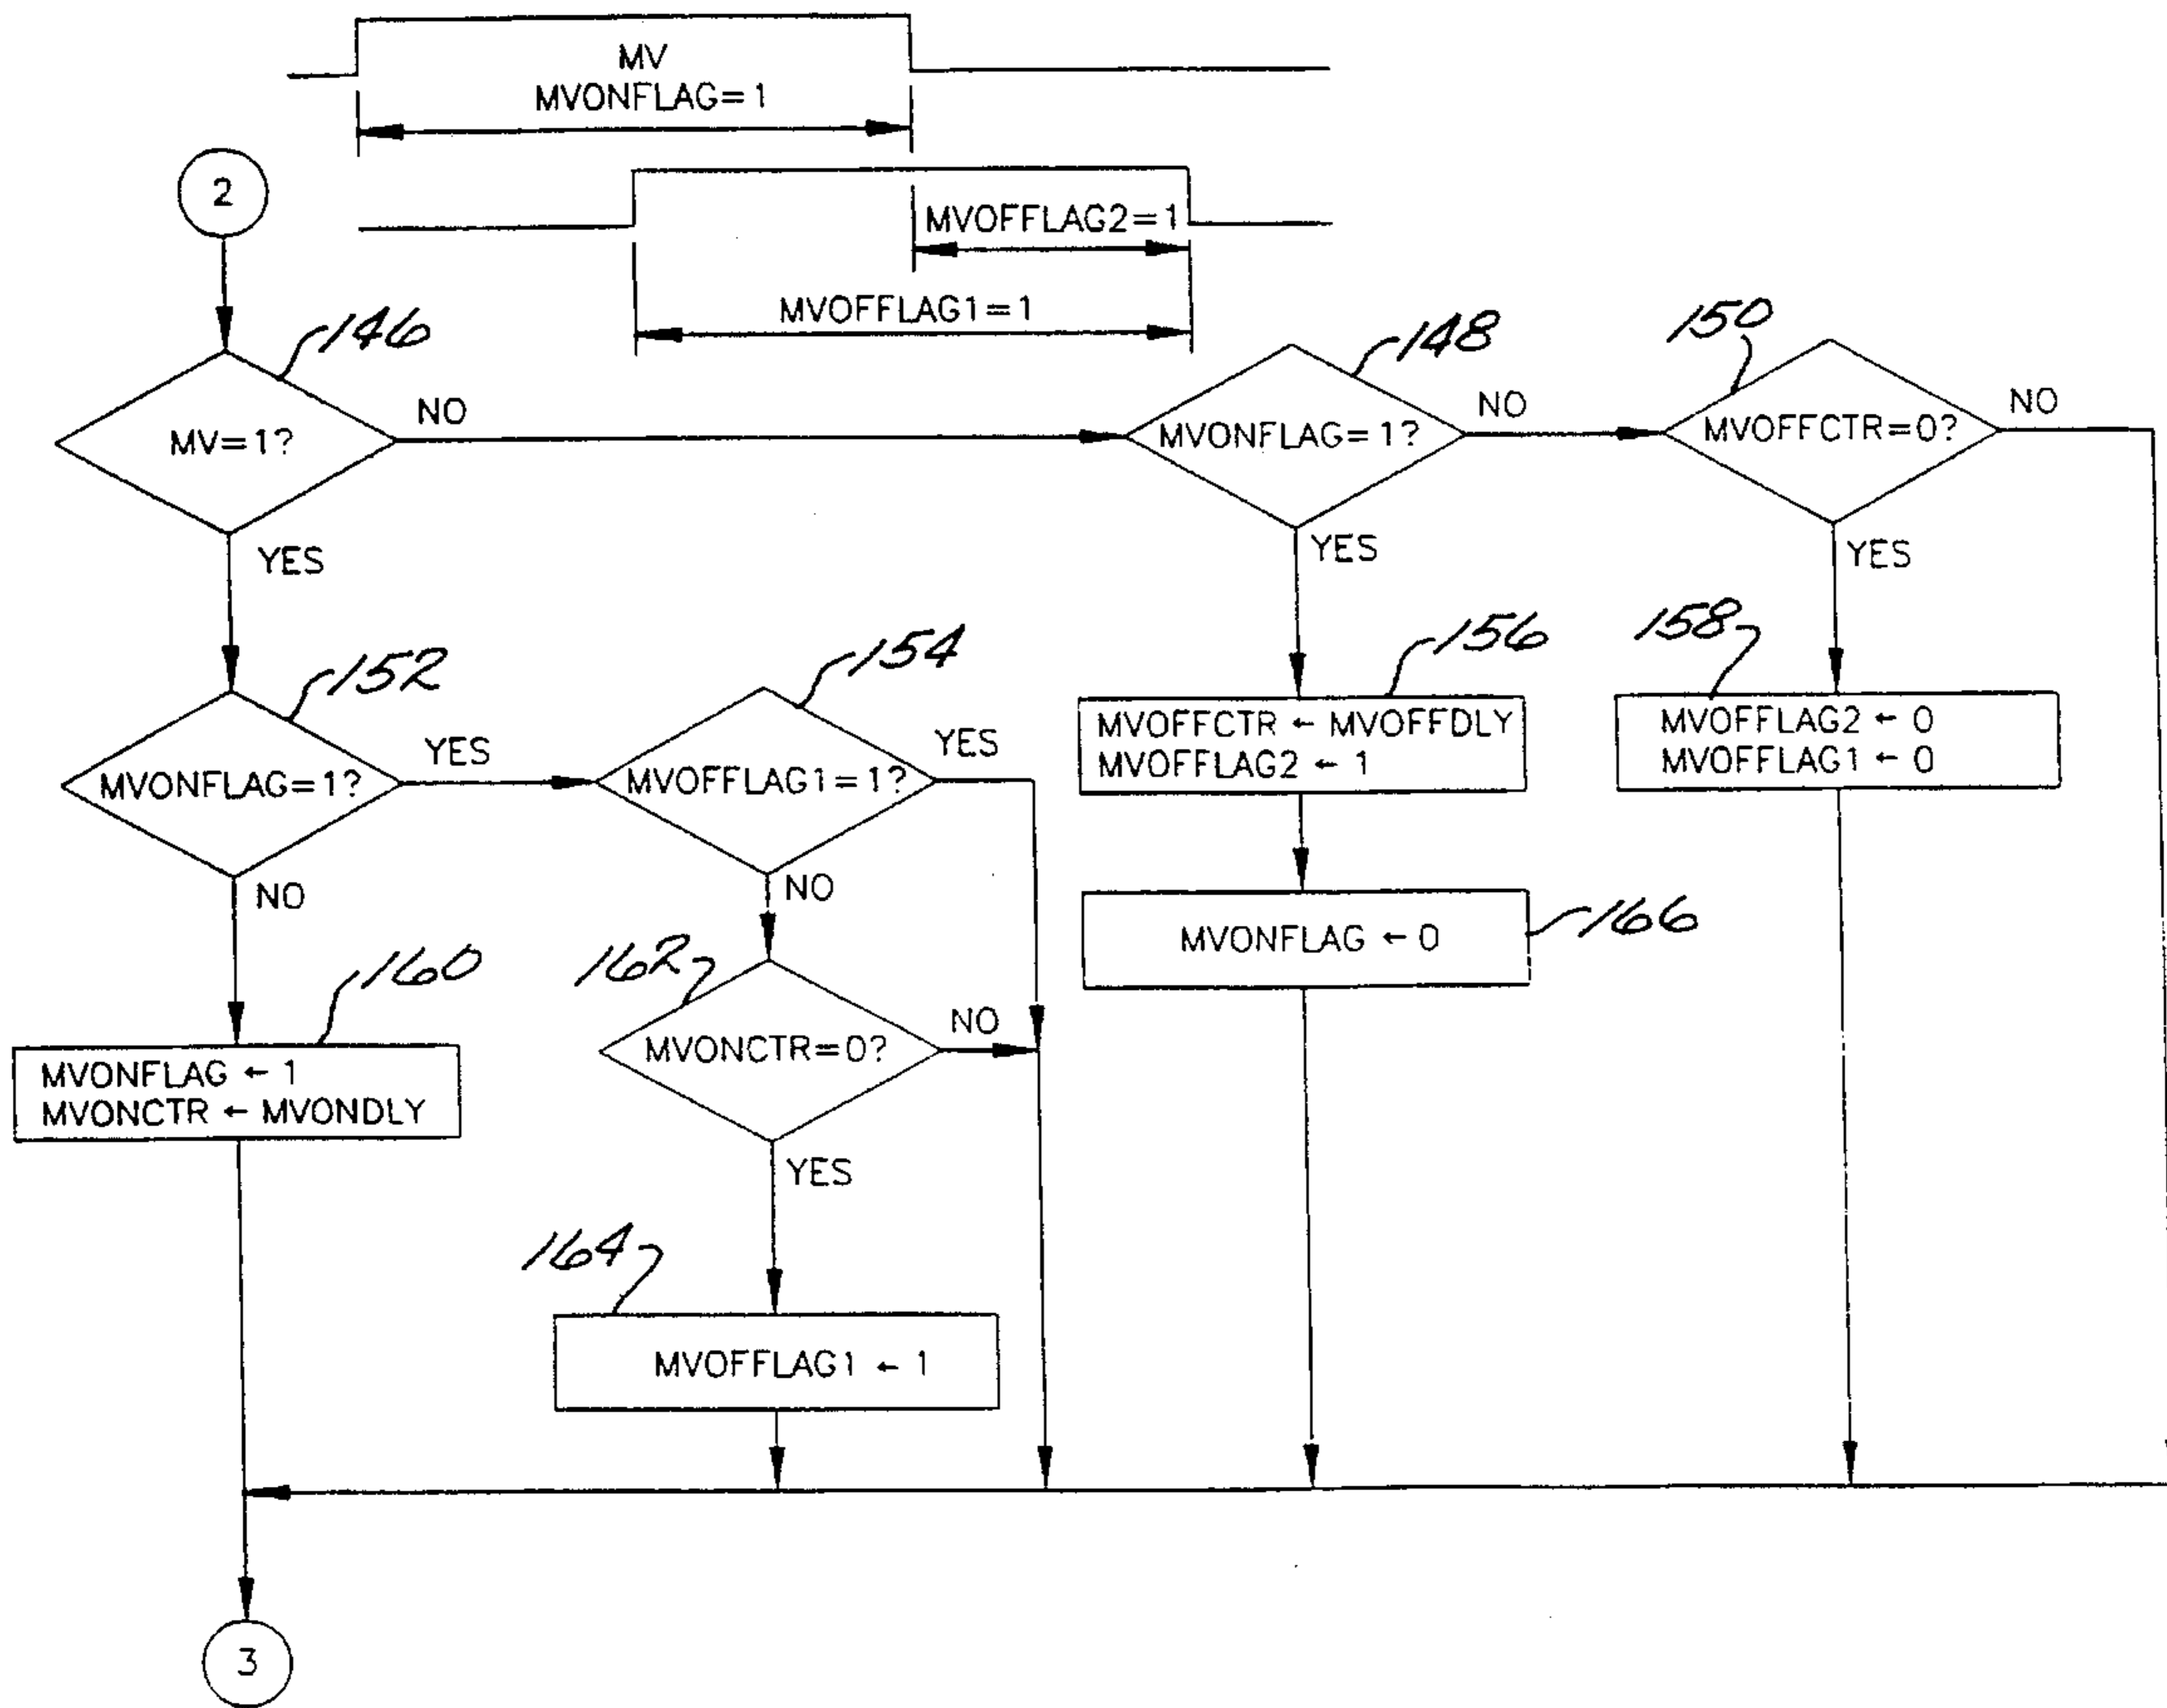 MV
MVONFLAG=1
2
MVOFFLAG2=1
MVOFFLAG1=1
146
148
150
MV=1?
NO
MVONFLAG=1?
NO
MVOFFCTR=0?
NO
YES
YES
YES
152
154
156
158
MVONFLAG=1?
YES
MVOFFLAG1=1?
YES
MVOFFCTR ← MVOFFDLY
MVOFFLAG2 ← 1
MVOFFLAG2 ← 0
MVOFFLAG1 ← 0
NO
NO
160
162
MVONFLAG ← 0
166
MVONFLAG ← 1
MVONCTR ← MVONDLY
MVONCTR=0?
NO
YES
164
MVOFFLAG1 ← 1
3